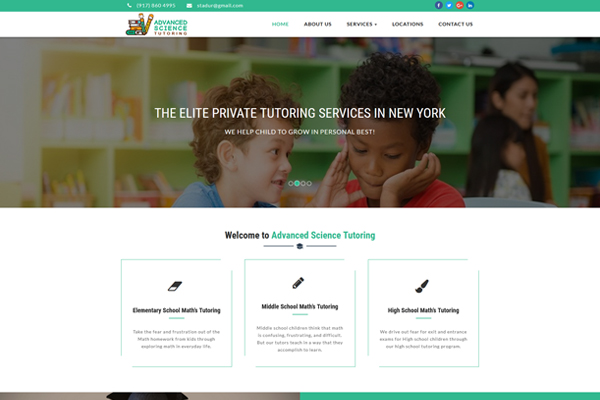 (917) 860 4995 stadur@gmail.com
ADVANCED
SCIENCE
TUTORING
HOME ABOUT US SERVICES + LOCATIONS CONTACT US
THE ELITE PRIVATE TUTORING SERVICES IN NEW YORK
WE HELP CHILD TO GROW IN PERSONAL BEST!
Welcome to Advanced Science Tutoring
Elementary School Math's Tutoring
Take the fear and frustration out of the
Math homework from kids through
exploring math in everyday life.
Middle School Math's Tutoring
Middle school children think that math
is confusing, frustrating, and difficult.
But our tutors teach in a way that they
accomplish to learn.
High School Math's Tutoring
We drive out fear for exit and entrance
exams for High school children through
our high school tutoring program.